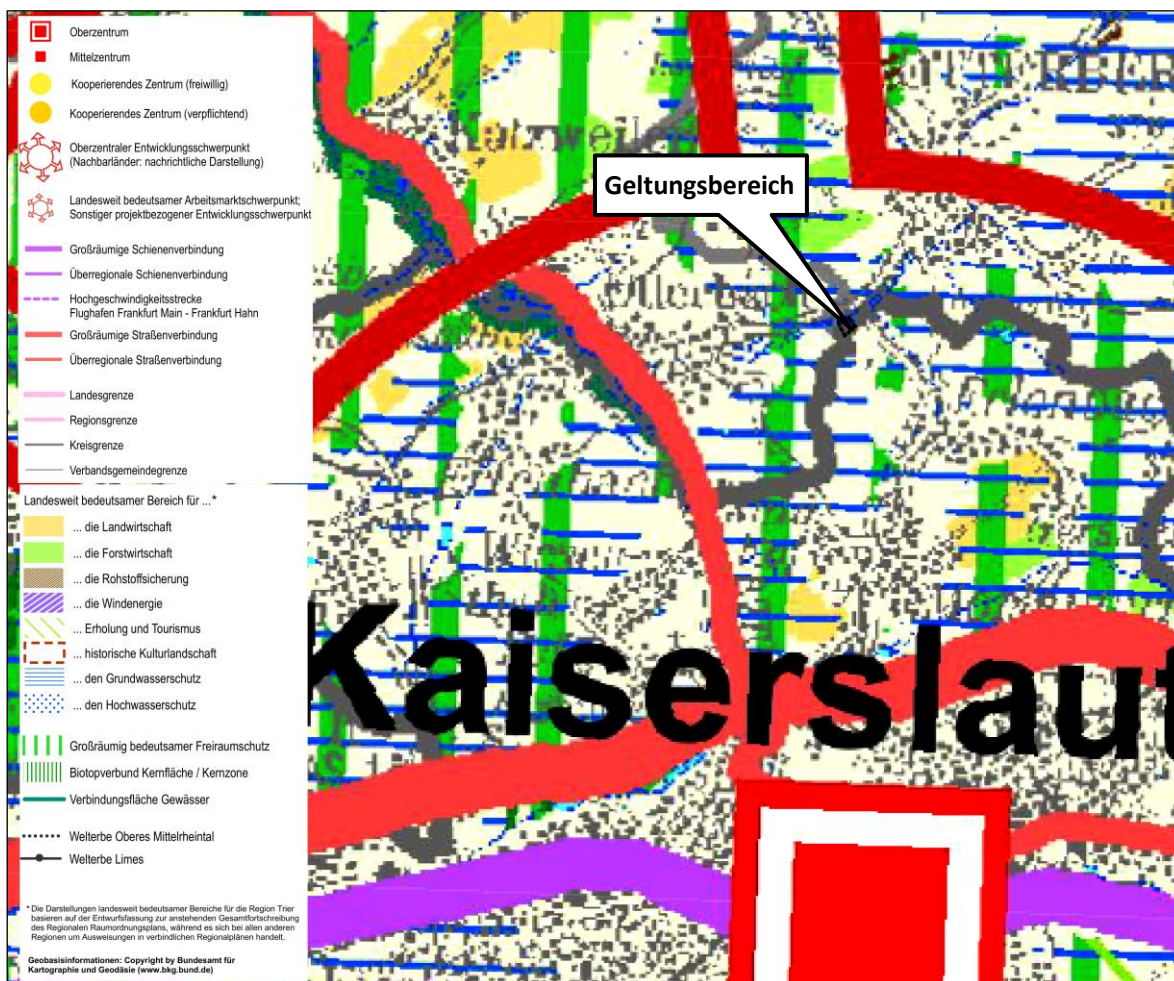 Oberzentrum
Mittelzentrum
Kooperierendes Zentrum (freiwillig)
Kooperierendes Zentrum (verpflichtend)
Oberzentraler Entwicklungsschwerpunkt
(Nachbarländer: nachrichtliche Darstellung)
Landesweit bedeutsamer Arbeitsmarktschwerpunkt;
Sonstiger projektbezogener Entwicklungsschwerpunkt
Großräumige Schienenverbindung
Überregionale Schienenverbindung
Hochgeschwindigkeitsstrecke
Flughafen Frankfurt Main - Frankfurt Hahn
Großräumige Straßenverbindung
Überregionale Straßenverbindung
Landesgrenze
Regionsgrenze
Kreisgrenze
Verbandsgemeindegrenze
Landesweit bedeutsamer Bereich für ...*
... die Landwirtschaft
... die Forstwirtschaft
... die Rohstoffsicherung
... die Windenergie
... Erholung und Tourismus
... historische Kulturlandschaft
... den Grundwasserschutz
... den Hochwasserschutz
Großräumig bedeutsamer Freiraumschutz
Biotopverbund Kernfläche / Kernzone
Verbindungsfläche Gewässer
Welterbe Oberes Mittelrheintal
Welterbe Limes
* Die Darstellungen landesweit bedeutsamer Bereiche für die Region Trier
basieren auf der Entwurfsfassung zur anstehenden Gesamtfortschreibung
des Regionalen Raumordnungsplans, während es sich bei allen anderen
Regionen um Ausweisungen in verbindlichen Regionalplänen handelt.
Geobasisinformationen: Copyright by Bundesamt für
Kartographie und Geodäsie (www.bkg.bund.de)
Geltungsbereich
Kaiserslaut